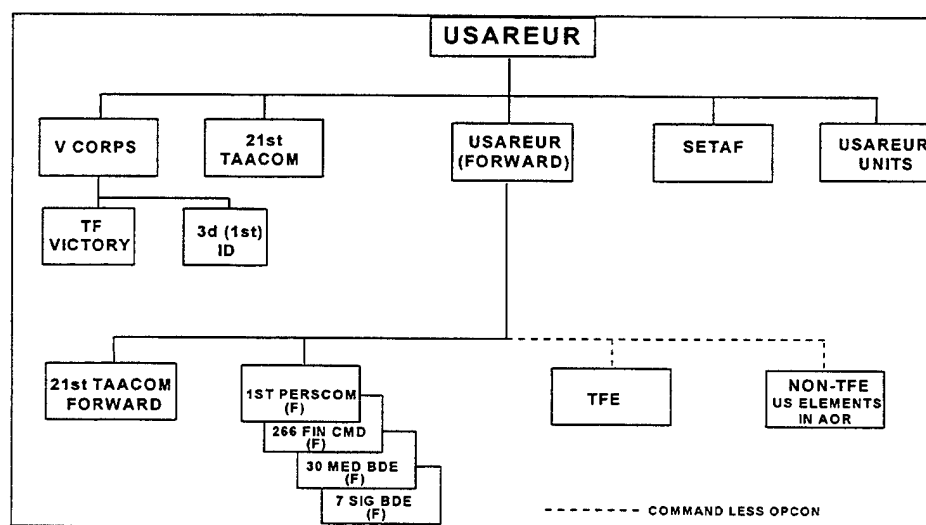 USAREUR
V CORPS
21st
TAACOM
USAREUR
(FORWARD)
SETAF
USAREUR
UNITS
TF
VICTORY
3d (1st)
ID
21st TAACOM
FORWARD
1ST PERSCOM
(F)
266 FIN CMD
(F)
30 MED BDE
(F)
7 SIG BDE
(F)
TFE
NON-TFE
US ELEMENTS
IN AOR
COMMAND LESS OPCON